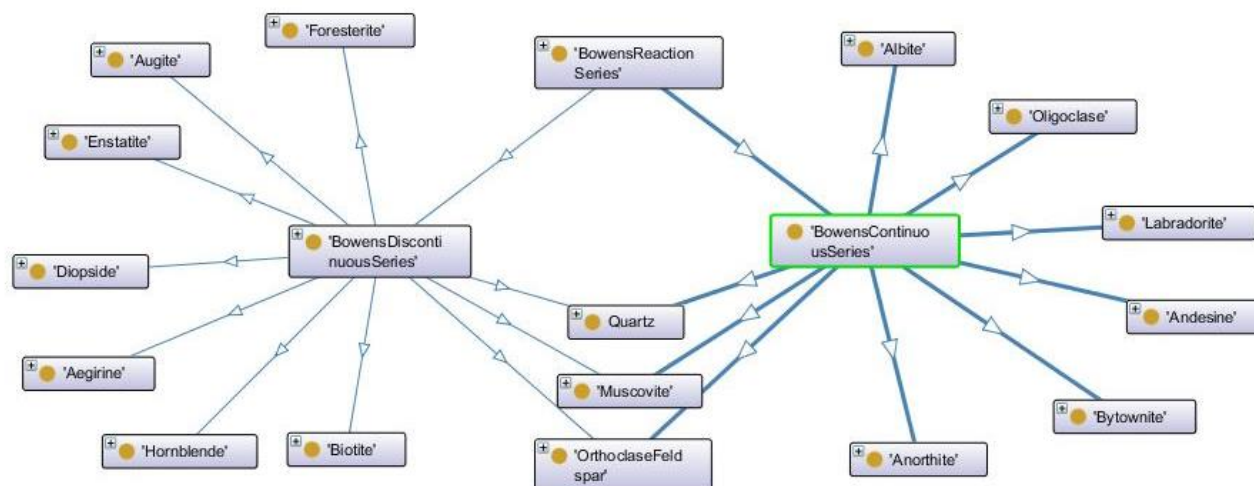 'Foresterite'
'BowensReaction
Series'
'Albite'
'Augite'
'Oligoclase'
'Enstatite'
'BowensDisconti
nuousSeries'
'BowensContinuo
usSeries'
'Labradorite'
'Diopside'
Quartz
'Andesine'
'Aegirine'
'Muscovite'
'Bytownite'
'Hornblende'
'Biotite'
'OrthoclaseFeld
spar'
'Anorthite'